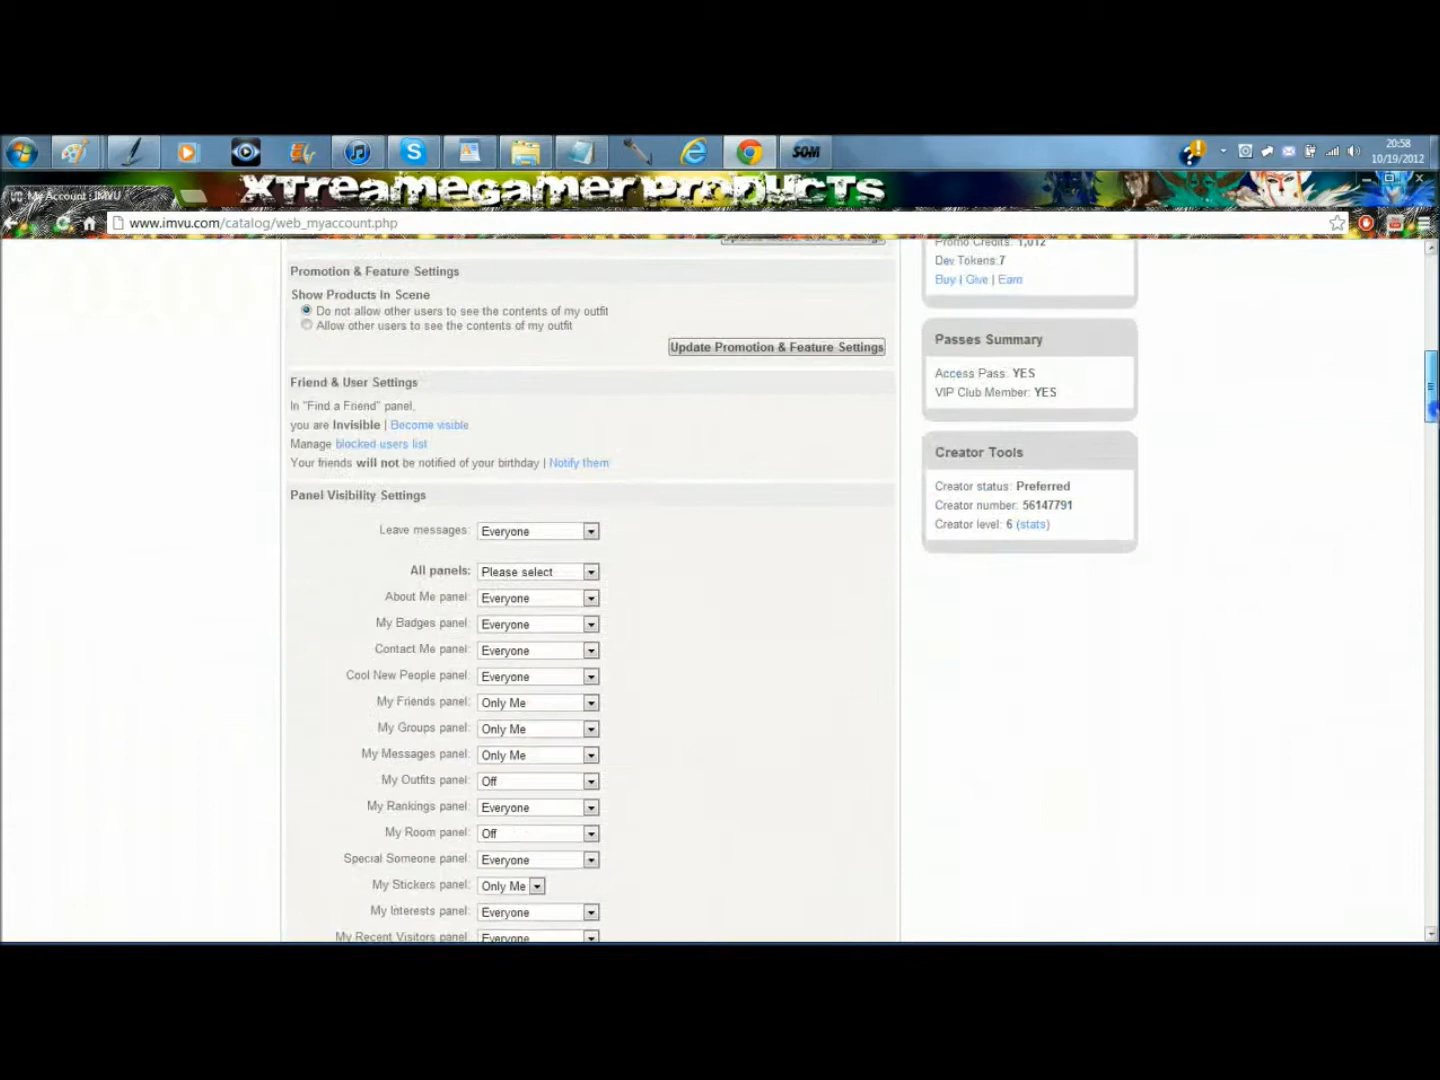 SOM
20:58
10/19/2012
XTreamegamer Products
My Account : IMVU
www.imvu.com/catalog/web_myaccount.php
Promo Credits: 1,012
Dev Tokens:7
Buy | Give | Earn
Promotion & Feature Settings
Show Products In Scene
Do not allow other users to see the contents of my outfit
Allow other users to see the contents of my outfit
Update Promotion & Feature Settings
Passes Summary
Access Pass: YES
VIP Club Member: YES
Friend & User Settings
In "Find a Friend" panel,
you are Invisible | Become visible
Manage blocked users list
Your friends will not be notified of your birthday | Notify them
Creator Tools
Creator status: Preferred
Creator number: 56147791
Creator level: 6 (stats)
Panel Visibility Settings
Leave messages: Everyone
All panels: Please select
About Me panel: Everyone
My Badges panel: Everyone
Contact Me panel: Everyone
Cool New People panel: Everyone
My Friends panel: Only Me
My Groups panel: Only Me
My Messages panel: Only Me
My Outfits panel: Off
My Rankings panel: Everyone
My Room panel: Off
Special Someone panel: Everyone
My Stickers panel: Only Me
My Interests panel: Everyone
My Recent Visitors panel: Everyone